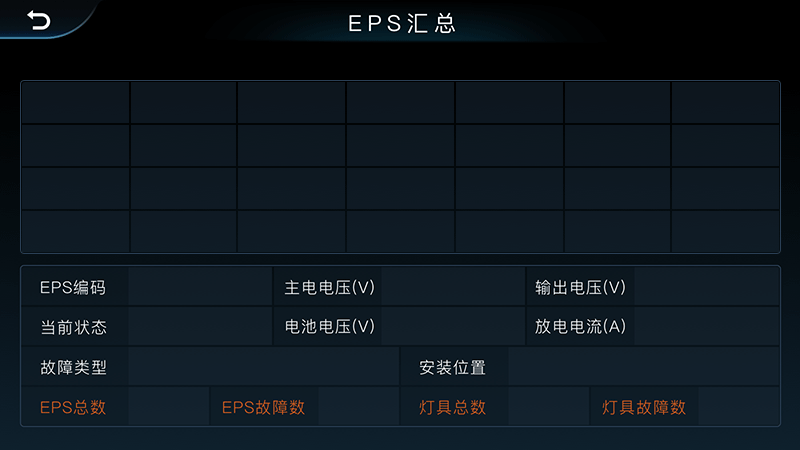 EPS汇总
EPS编码 主电电压(V) 输出电压(V)
当前状态 电池电压(V) 放电电流(A)
故障类型 安装位置
EPS总数 EPS故障数 灯具总数 灯具故障数